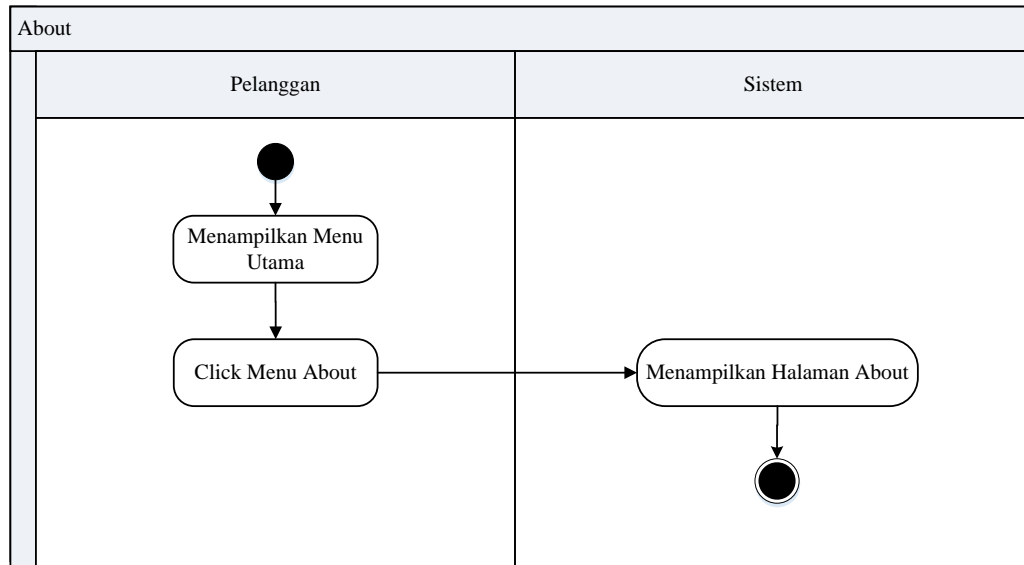 About
Pelanggan
Sistem
Menampilkan Menu
Utama
Click Menu About
Menampilkan Halaman About